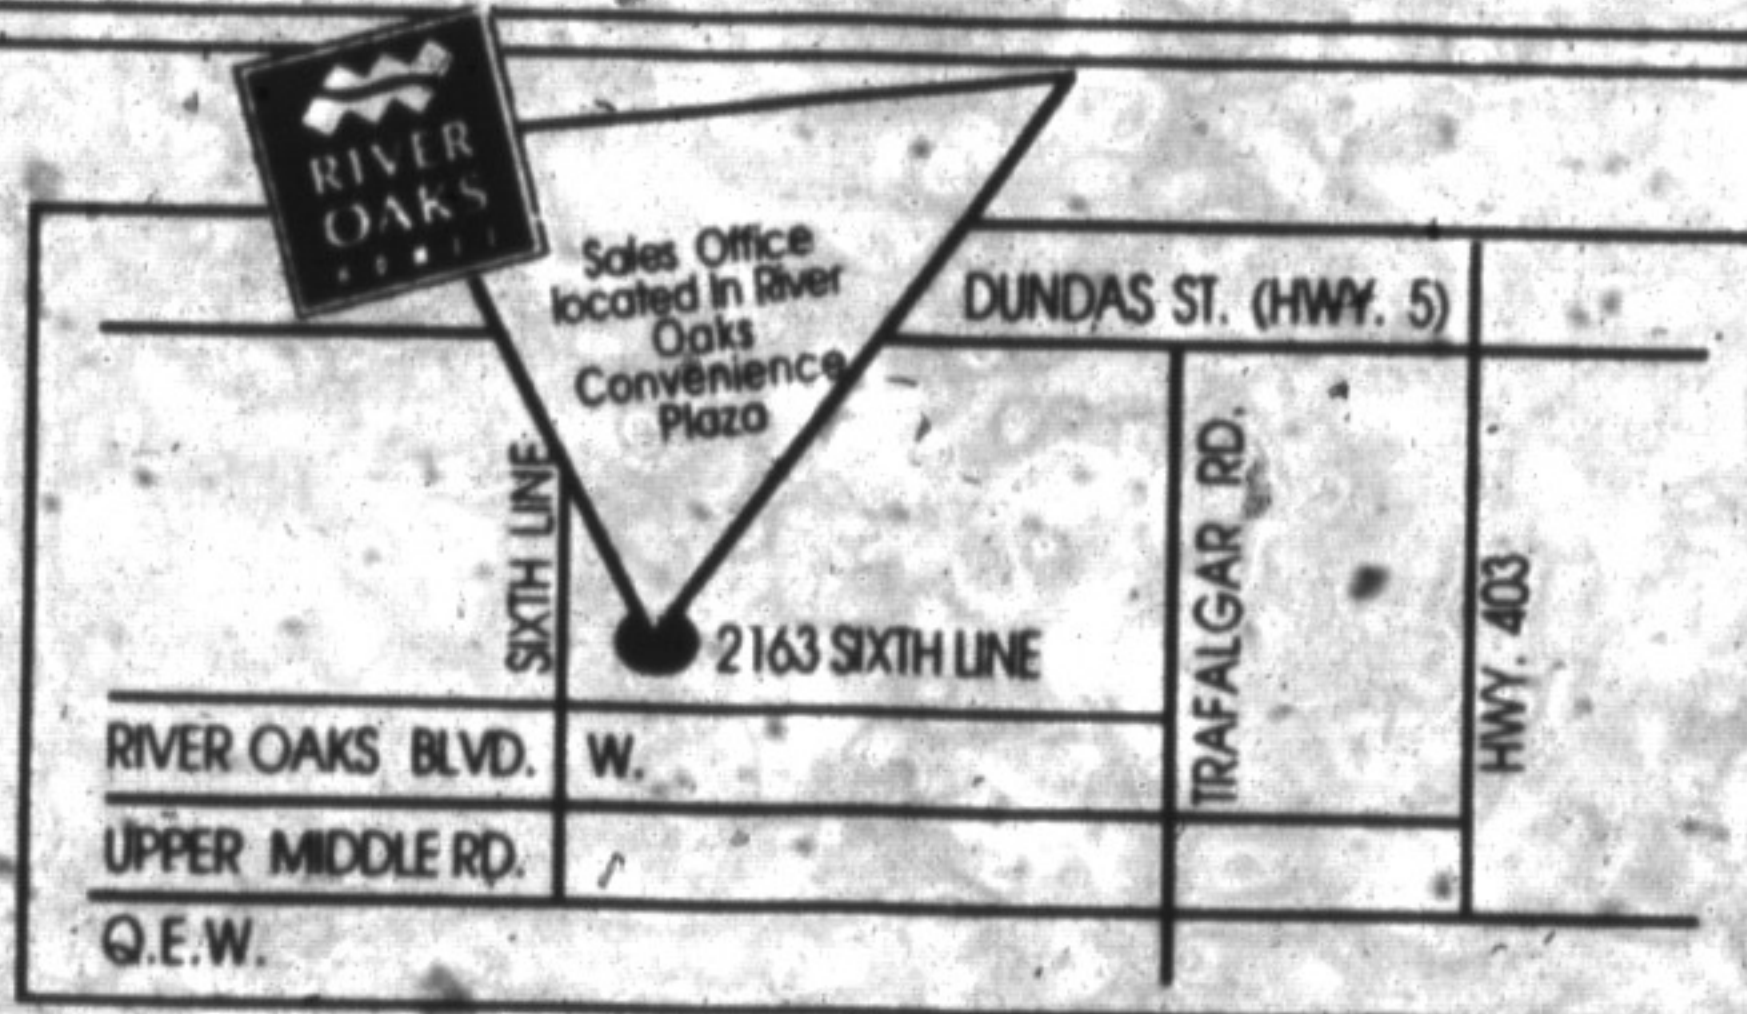 RIVER
OAKS
Sales Office
located In River
Oaks
Convenience
Plaza
DUNDAS ST. (HWY. 5)
SIXTH LINE
TRAFALGAR RD.
HWY. 403
2163 SIXTH LINE
RIVER OAKS BLVD. W.
UPPER MIDDLE RD.
Q.E.W.